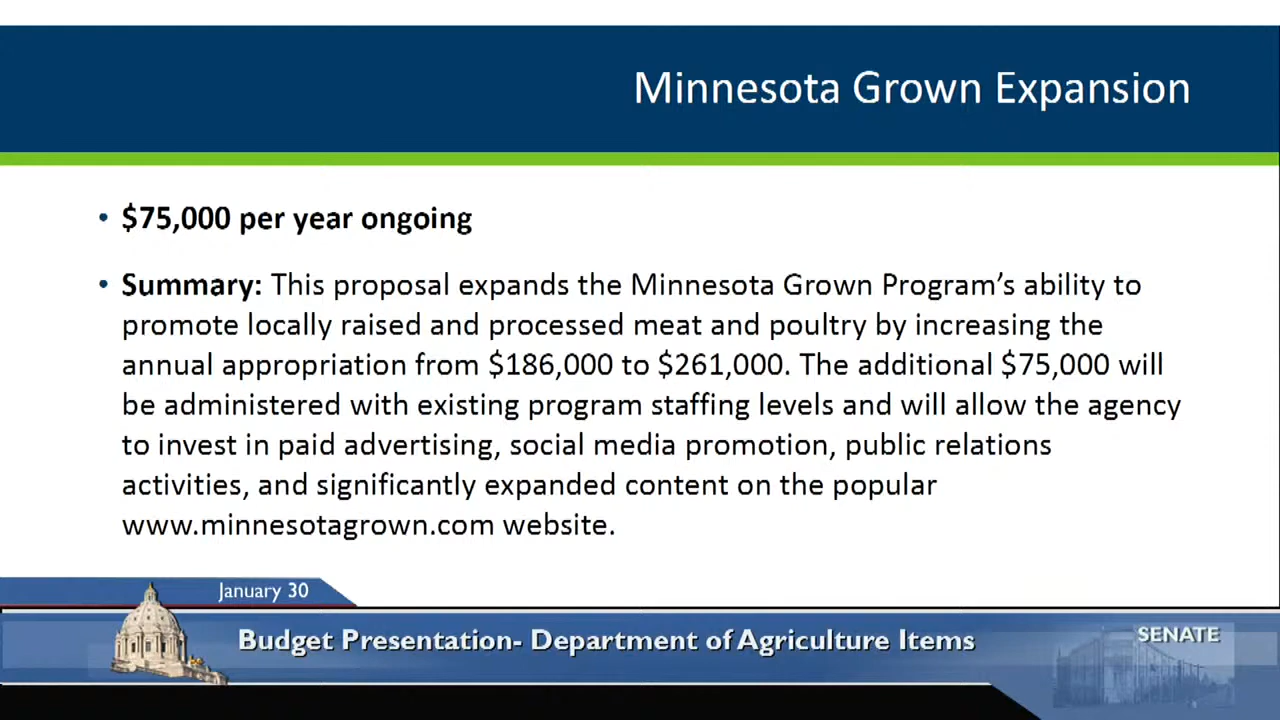 Minnesota Grown Expansion
• $75,000 per year ongoing
• Summary: This proposal expands the Minnesota Grown Program’s ability to
promote locally raised and processed meat and poultry by increasing the
annual appropriation from $186,000 to $261,000. The additional $75,000 will
be administered with existing program staffing levels and will allow the agency
to invest in paid advertising, social media promotion, public relations
activities, and significantly expanded content on the popular
www.minnesotagrown.com website.
January 30
Budget Presentation- Department of Agriculture Items
SENATE